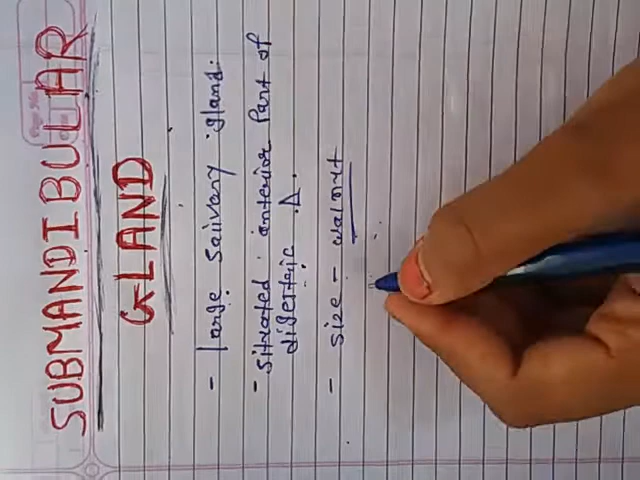 SUBMANDIBULAR
GLAND
- Large salivary gland.
- Situated anterior Part of
digastric Δ.
- Size - walnut